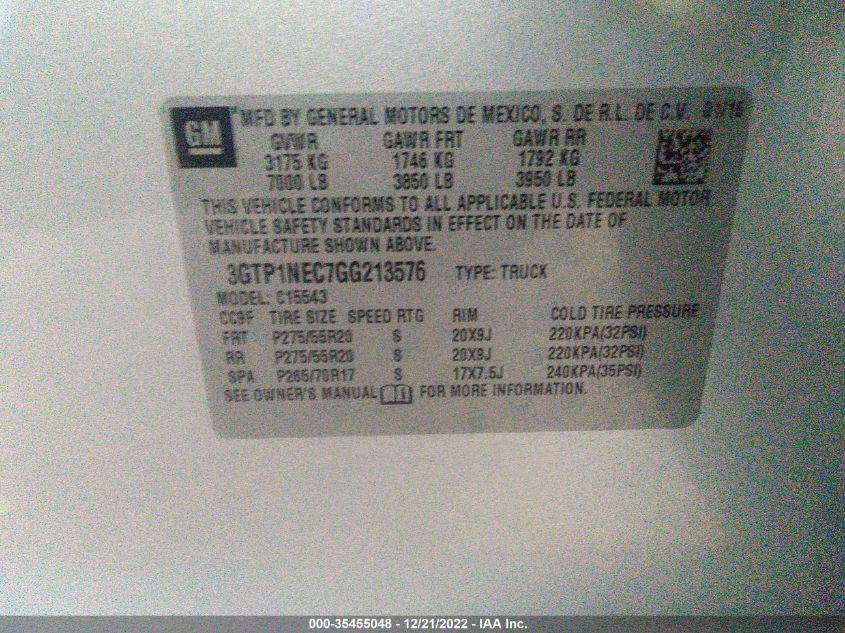 GM
MFD BY GENERAL MOTORS DE MEXICO, S. DE R.L. DE C.V. 01/16
GVWR GAWR FRT GAWR RR
3175 KG 1746 KG 1792 KG
7000 LB 3850 LB 3950 LB
THIS VEHICLE CONFORMS TO ALL APPLICABLE U.S. FEDERAL MOTOR
VEHICLE SAFETY STANDARDS IN EFFECT ON THE DATE OF
MANUFACTURE SHOWN ABOVE.
3GTP1NEC7GG213576 TYPE: TRUCK
MODEL: C15543
CC9F TIRE SIZE SPEED RTG RIM COLD TIRE PRESSURE
FRT P275/55R20 S 20X9J 220KPA(32PSI)
RR P275/55R20 S 20X9J 220KPA(32PSI)
SPA P265/70R17 S 17X7.5J 240KPA(35PSI)
SEE OWNER'S MANUAL FOR MORE INFORMATION.
000-35455048 - 12/21/2022 - IAA Inc.